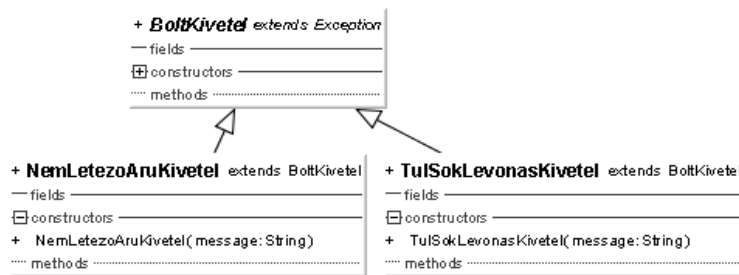 + BoltKivetel extends Exception
fields
constructors
methods
+ NemLetezoAruKivetel extends BoltKivetel
fields
constructors
+ NemLetezoAruKivetel( message: String )
methods
+ TulSokLevonasKivetel extends BoltKivetel
fields
constructors
+ TulSokLevonasKivetel( message: String )
methods